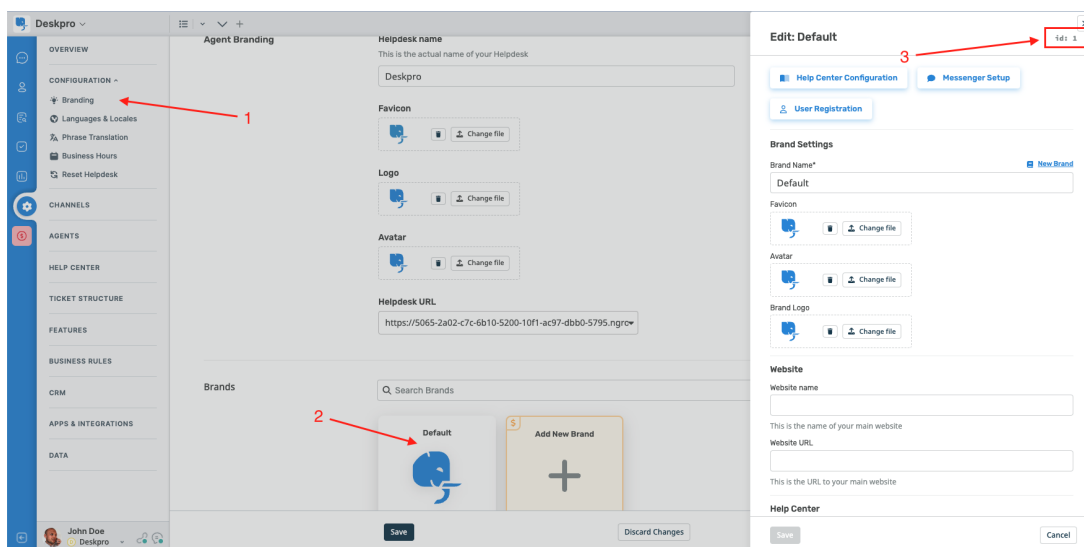 Deskpro
OVERVIEW
CONFIGURATION
Branding
Languages & Locales
Phrase Translation
Business Hours
Reset Helpdesk
CHANNELS
AGENTS
HELP CENTER
TICKET STRUCTURE
FEATURES
BUSINESS RULES
CRM
APPS & INTEGRATIONS
DATA
John Doe
Deskpro
1
Agent Branding
Helpdesk name
This is the actual name of your Helpdesk
Deskpro
Favicon
Change file
Logo
Change file
Avatar
Change file
Helpdesk URL
https://5065-2a02-c7c-6b10-5200-10f1-ac97-dbb0-5795.ngro
Brands
Search Brands
2
Default
$
Add New Brand
Save
Discard Changes
Edit: Default
3
id: 1
Help Center Configuration
Messenger Setup
User Registration
Brand Settings
Brand Name*
New Brand
Default
Favicon
Change file
Avatar
Change file
Brand Logo
Change file
Website
Website name
This is the name of your main website
Website URL
This is the URL to your main website
Help Center
Save
Cancel